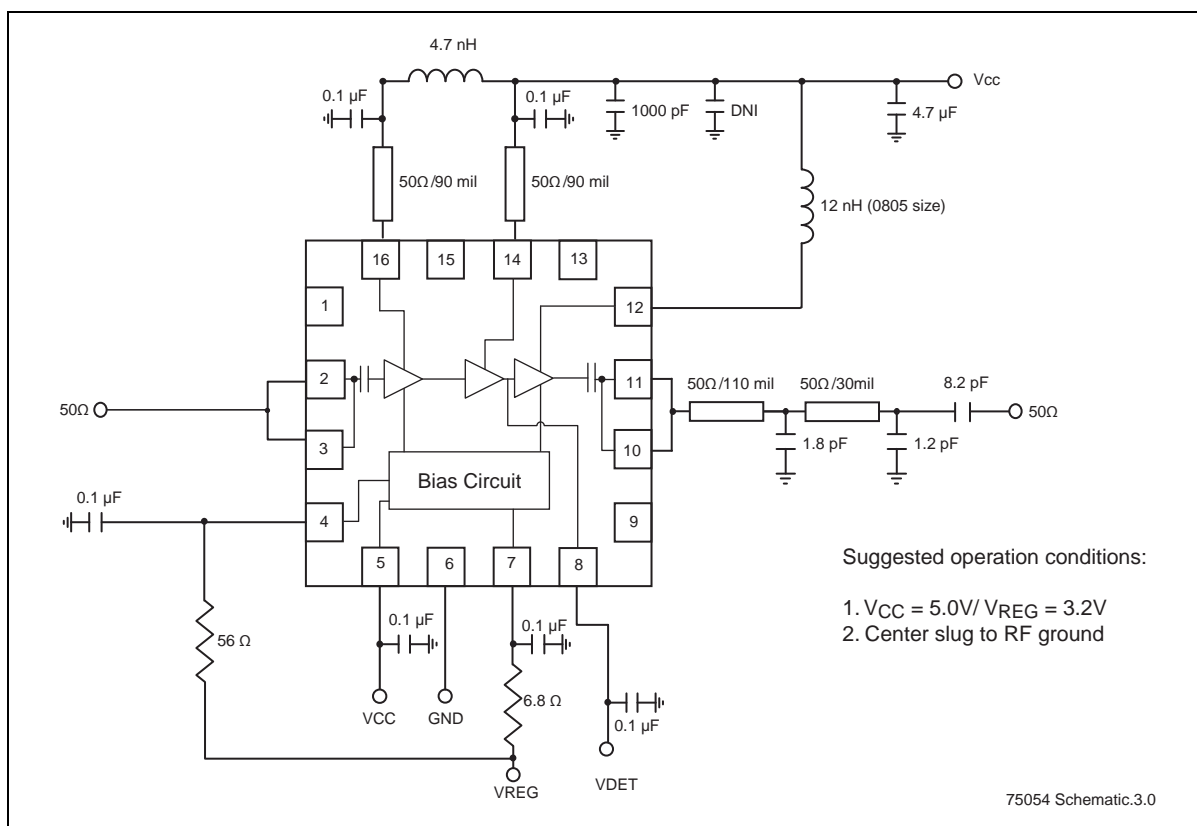 4.7 nH
Vcc
0.1 µF
0.1 µF
1000 pF
DNI
4.7 µF
50Ω/90 mil
50Ω/90 mil
12 nH (0805 size)
16
15
14
13
1
12
2
11
50Ω/110 mil
50Ω/30mil
8.2 pF
50Ω
50Ω
3
10
1.8 pF
1.2 pF
Bias Circuit
0.1 µF
4
9
5
6
7
8
Suggested operation conditions:
1. VCC = 5.0V/ VREG = 3.2V
2. Center slug to RF ground
0.1 µF
0.1 µF
56 Ω
6.8 Ω
VCC
GND
0.1 µF
VREG
VDET
75054 Schematic.3.0